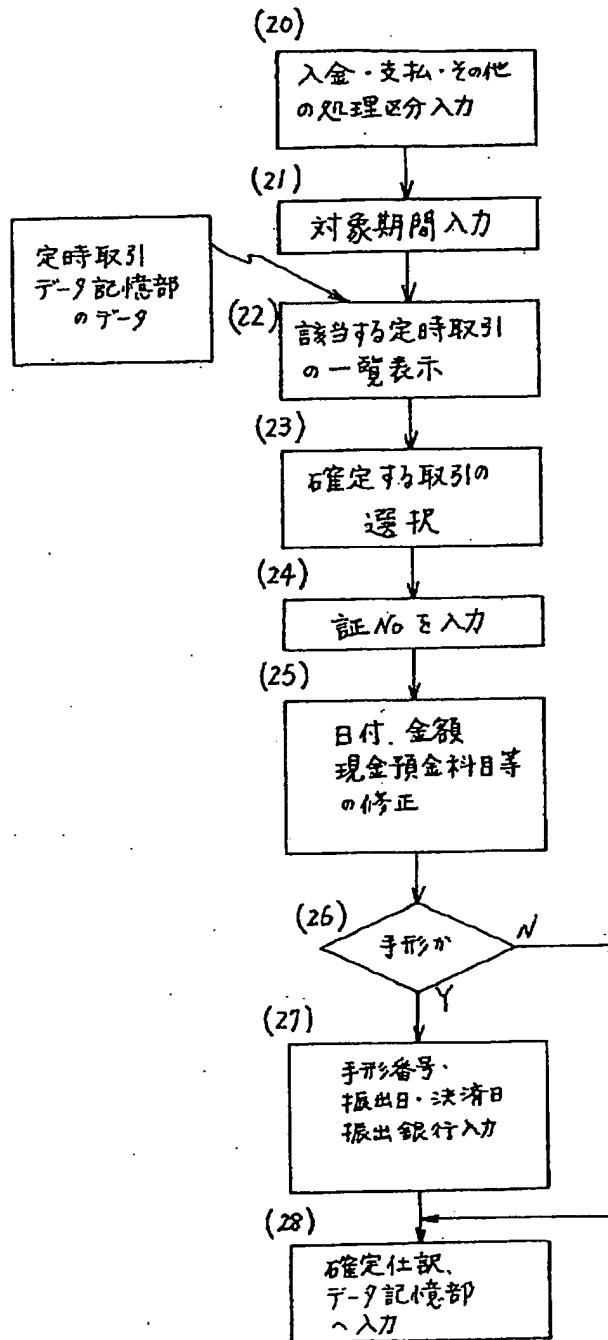 (20)
入金・支払・その他
の処理区分入力
(21)
対象期間入力
定時取引
データ記憶部
のデータ
(22)
該当する定時取引
の一覧表示
(23)
確定する取引の
選択
(24)
証Noを入力
(25)
日付、金額
現金預金科目等
の修正
(26)
手形か
N
Y
(27)
手形番号・
振出日・決済日
振出銀行入力
(28)
確定仕訳、
データ記憶部
へ入力